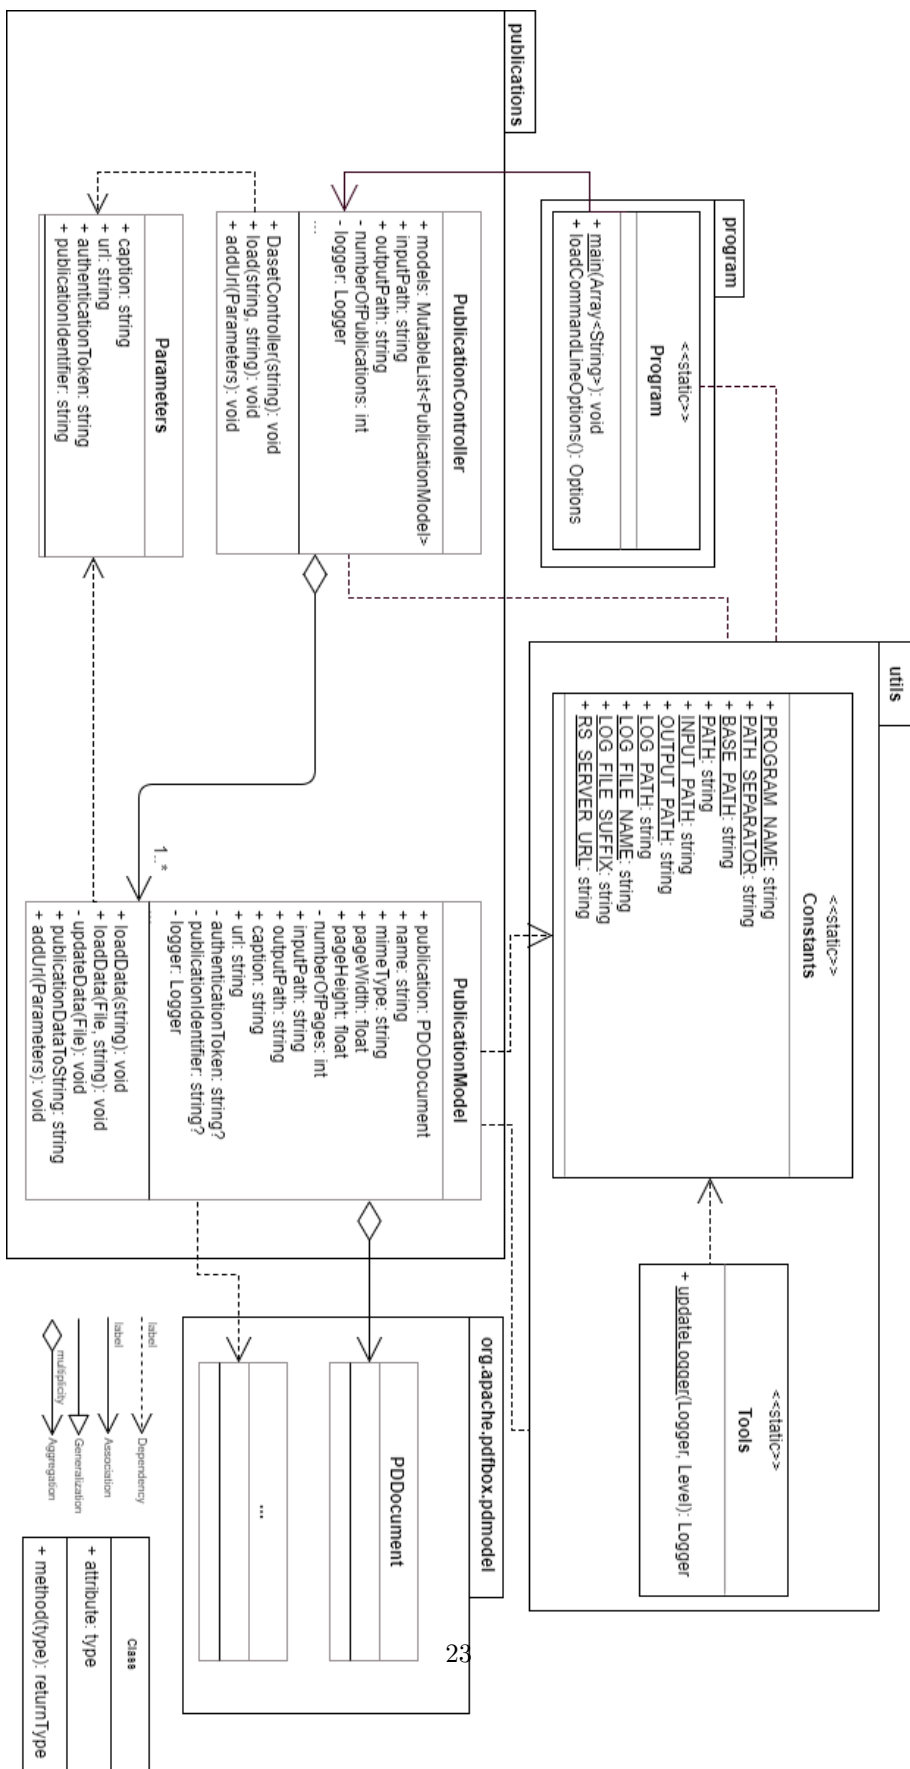 program
<<static>>
Program
+ main(Array<String>): void
+ loadCommandLineOptions(): Options
utils
<<static>>
Constants
+ PROGRAM_NAME: string
+ PATH_SEPARATOR: string
+ BASE_PATH: string
+ PATH: string
+ INPUT_PATH: string
+ OUTPUT_PATH: string
+ LOG_PATH: string
+ LOG_FILE_NAME: string
+ LOG_FILE_SUFFIX: string
+ RS_SERVER_URL: string
<<static>>
Tools
+ updateLogger(Logger, Level): Logger
publications
PublicationController
+ models: MutableList<PublicationModel>
+ inputPath: string
+ outputPath: string
- numberOfPublications: int
- logger: Logger
...
+ DasetController(string): void
+ load(string, string): void
+ addUrl(Parameters): void
Parameters
+ caption: string
+ url: string
+ authenticationToken: string
+ publicationIdentifier: string
1..*
PublicationModel
+ publication: PDODocument
+ name: string
+ mimeType: string
+ pageWidth: float
+ pageHeight: float
- numberOfPages: int
+ inputPath: string
+ outputPath: string
+ caption: string
+ url: string
- authenticationToken: string?
- publicationIdentifier: string?
- logger: Logger
...
+ loadData(string): void
+ loadData(File, string): void
- updateData(File): void
+ publicationDataToString: string
+ addUrl(Parameters): void
org.apache.pdfbox.pdmodel
PDDocument
...
label
Dependency
label
Association
Generalization
multiplicity
Aggregation
Class
+ attribute: type
+ method(type): returnType
23